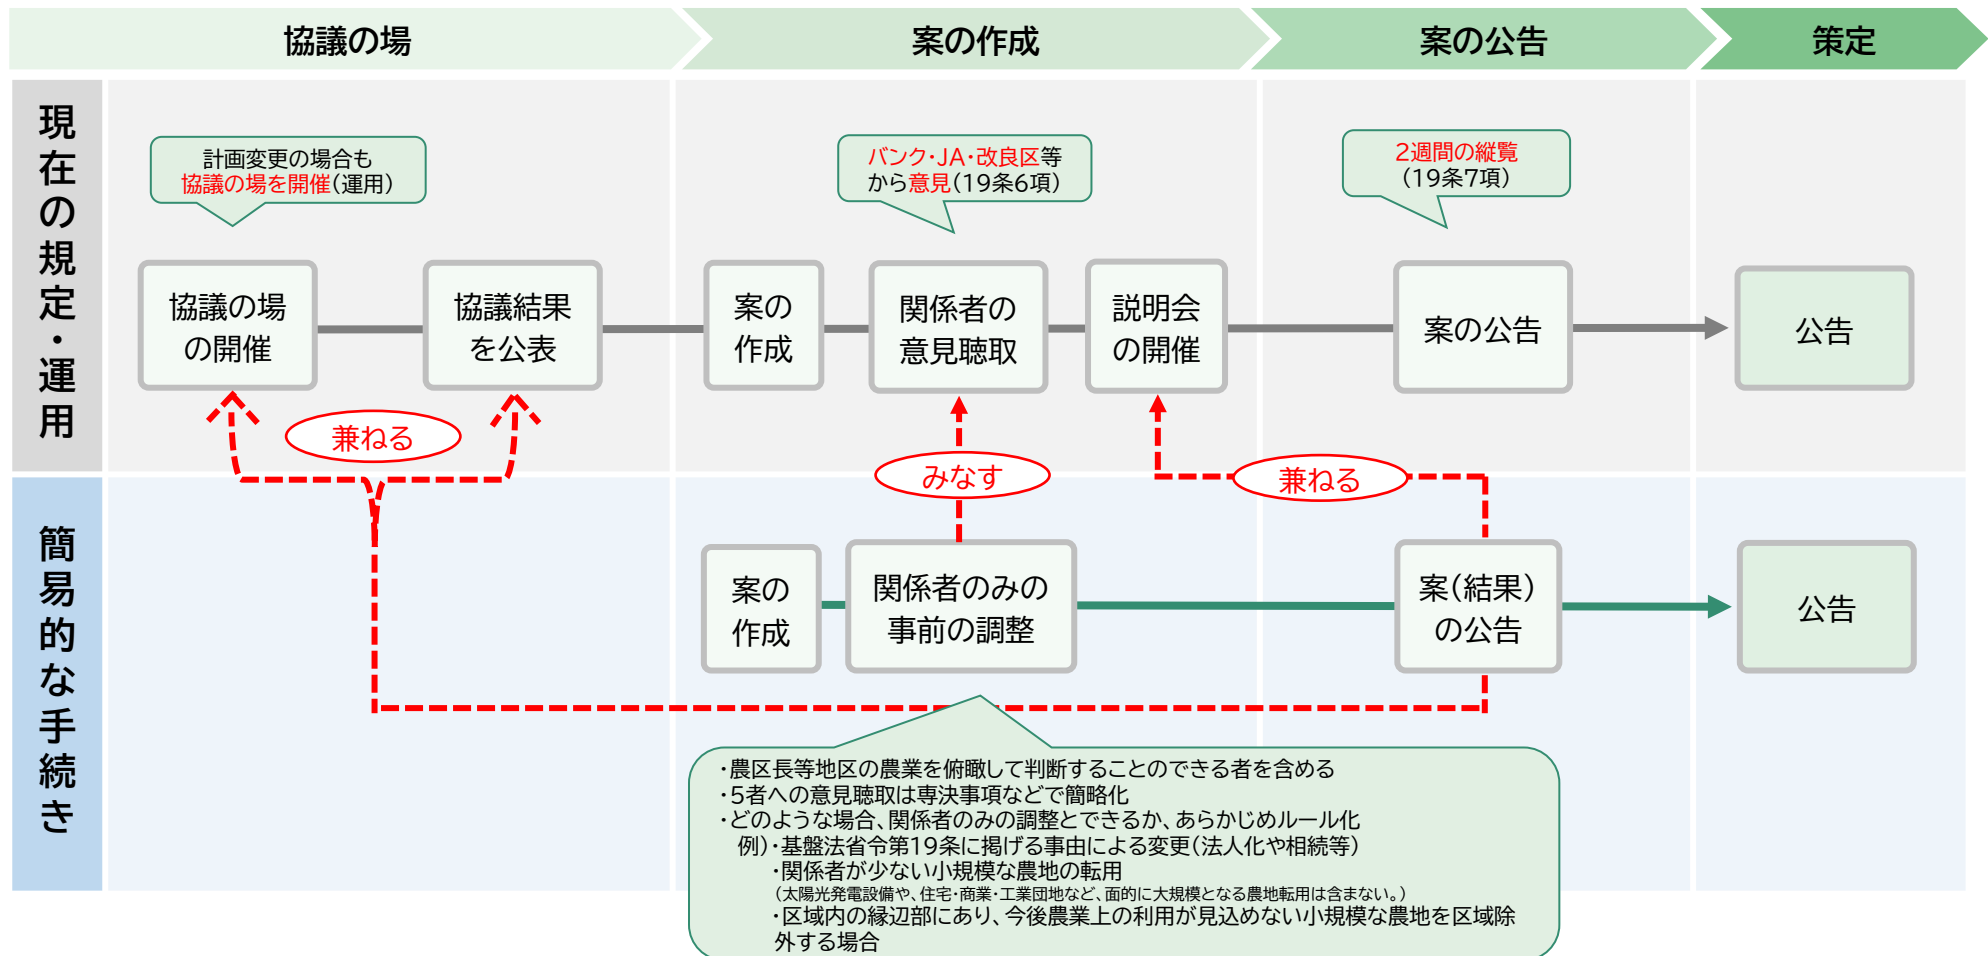 協議の場
案の作成
案の公告
策定
現在の規定・運用
計画変更の場合も
協議の場を開催(運用)
バンク・JA・改良区等
から意見(19条6項)
2週間の縦覧
(19条7項)
協議の場
の開催
協議結果
を公表
案の
作成
関係者の
意見聴取
説明会
の開催
案の公告
公告
兼ねる
みなす
兼ねる
簡易的な手続き
案の
作成
関係者のみの
事前の調整
案(結果)
の公告
公告
・農区長等地区の農業を俯瞰して判断することのできる者を含める
・5者への意見聴取は専決事項などで簡略化
・どのような場合、関係者のみの調整とできるか、あらかじめルール化
例)・基盤法省令第19条に掲げる事由による変更(法人化や相続等)
・関係者が少ない小規模な農地の転用
(太陽光発電設備や、住宅・商業・工業団地など、面的に大規模となる農地転用は含まない。)
・区域内の縁辺部にあり、今後農業上の利用が見込めない小規模な農地を区域除
外する場合